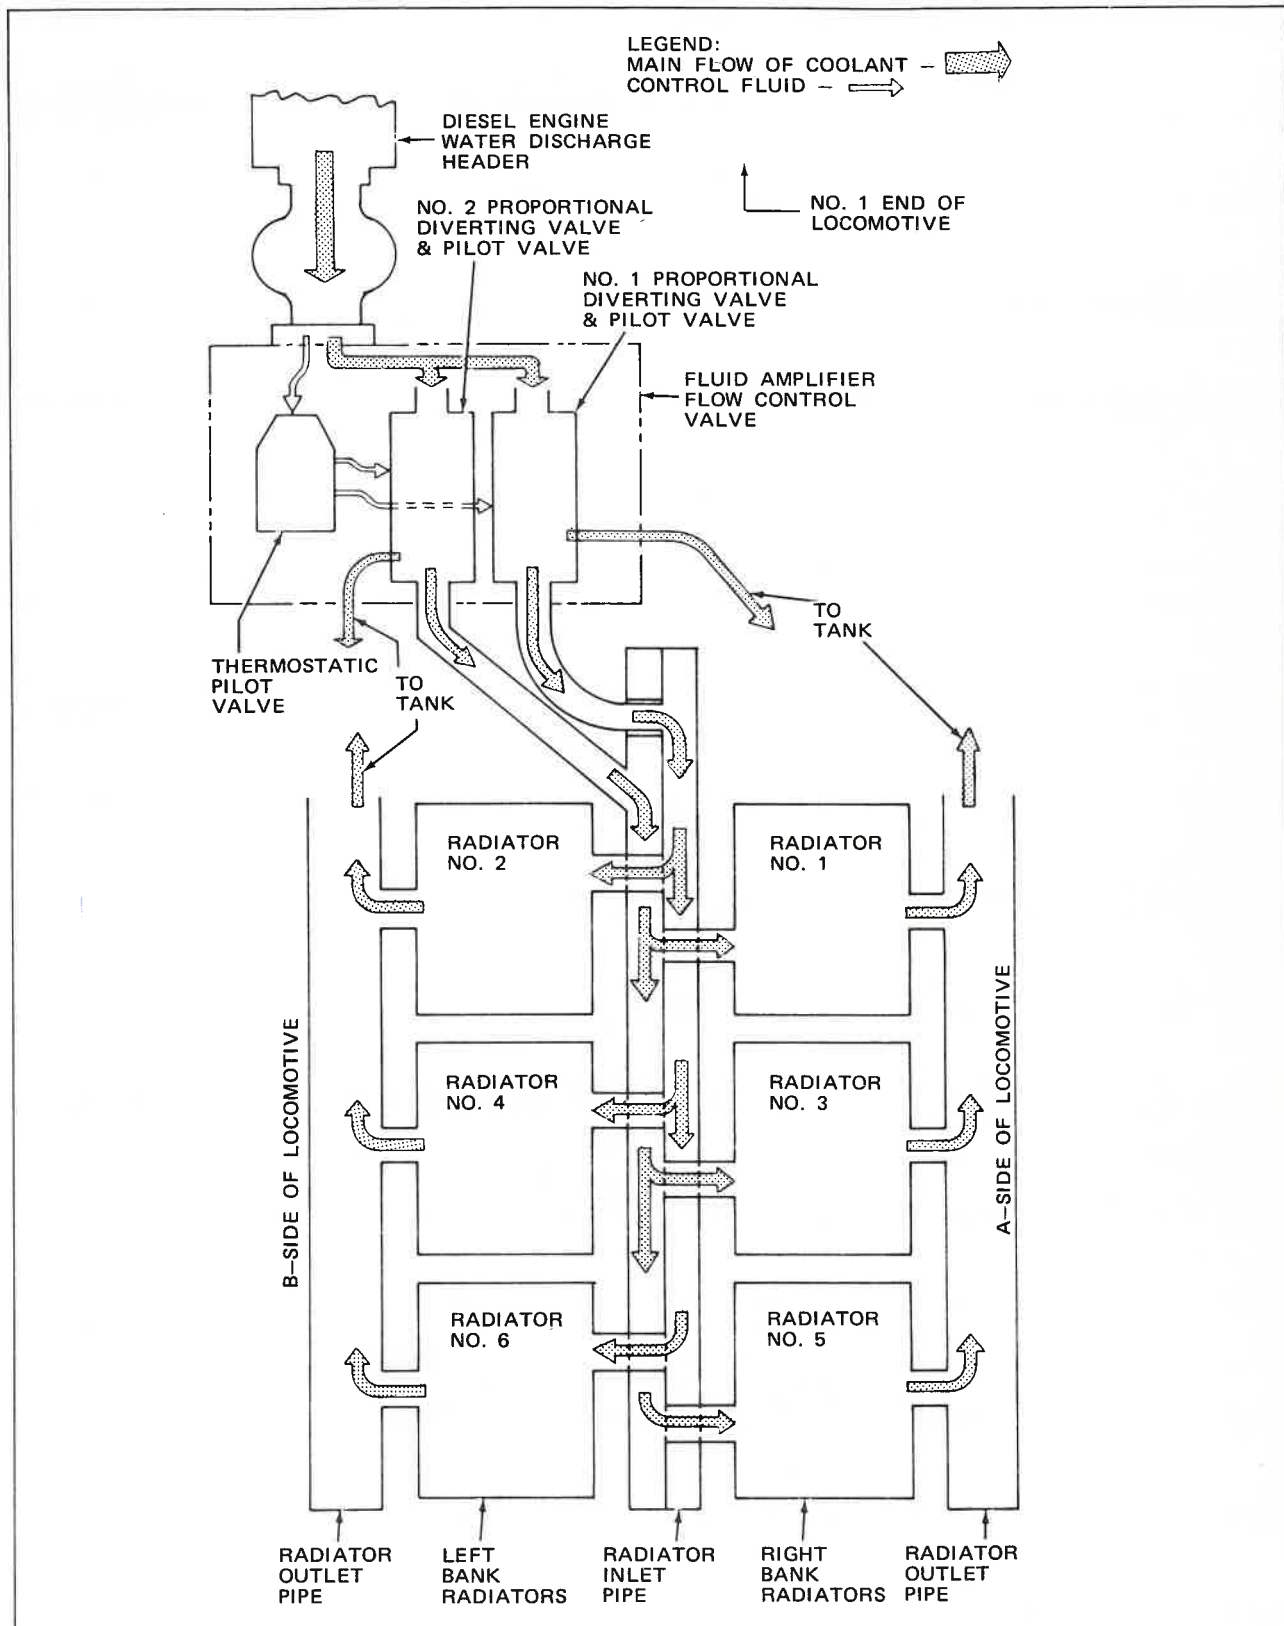 LEGEND:
MAIN FLOW OF COOLANT –
CONTROL FLUID –
DIESEL ENGINE
WATER DISCHARGE
HEADER
NO. 2 PROPORTIONAL
DIVERTING VALVE
& PILOT VALVE
NO. 1 END OF
LOCOMOTIVE
NO. 1 PROPORTIONAL
DIVERTING VALVE
& PILOT VALVE
FLUID AMPLIFIER
FLOW CONTROL
VALVE
THERMOSTATIC
PILOT
VALVE
TO
TANK
TO
TANK
RADIATOR
NO. 2
RADIATOR
NO. 1
B–SIDE OF LOCOMOTIVE
A–SIDE OF LOCOMOTIVE
RADIATOR
NO. 4
RADIATOR
NO. 3
RADIATOR
NO. 6
RADIATOR
NO. 5
RADIATOR
OUTLET
PIPE
LEFT
BANK
RADIATORS
RADIATOR
INLET
PIPE
RIGHT
BANK
RADIATORS
RADIATOR
OUTLET
PIPE